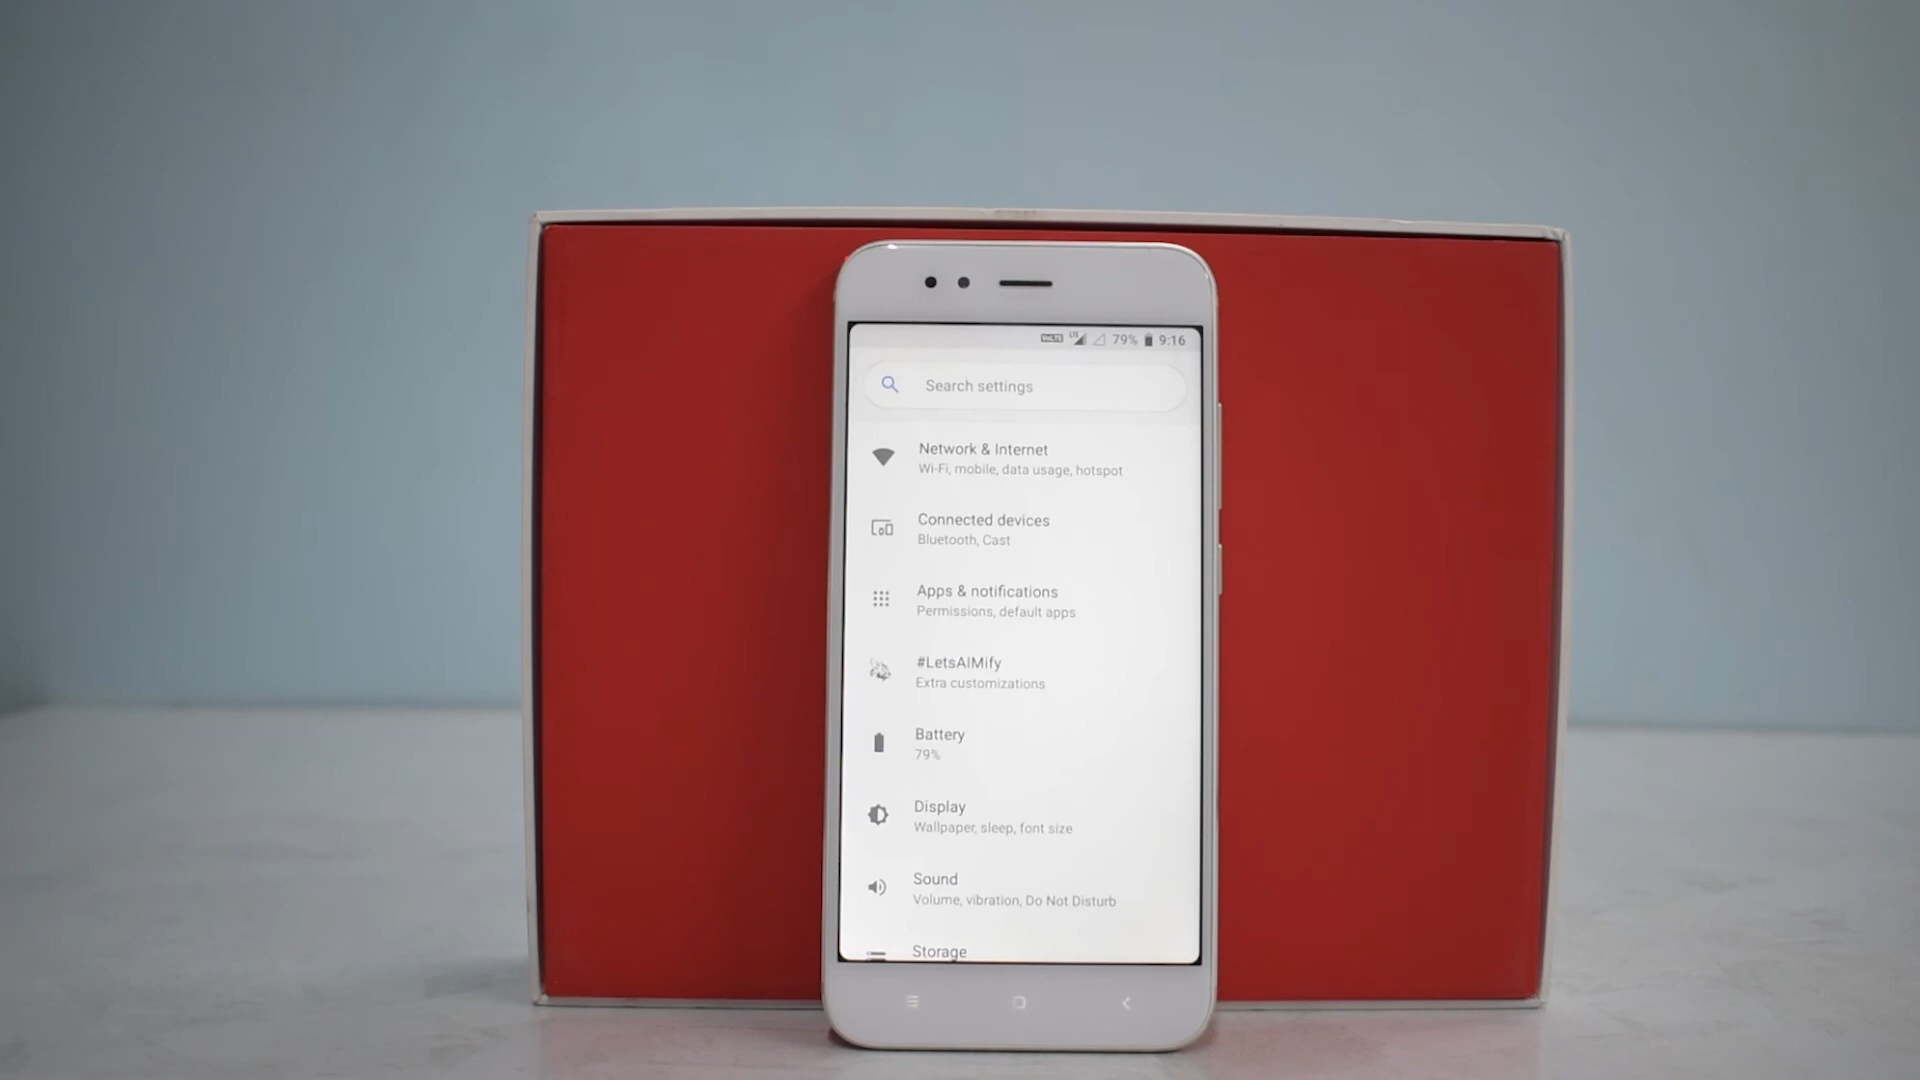 VoLTE LTE 79% 9:16
Search settings
Network & Internet
Wi-Fi, mobile, data usage, hotspot
Connected devices
Bluetooth, Cast
Apps & notifications
Permissions, default apps
#LetsAIMify
Extra customizations
Battery
79%
Display
Wallpaper, sleep, font size
Sound
Volume, vibration, Do Not Disturb
Storage